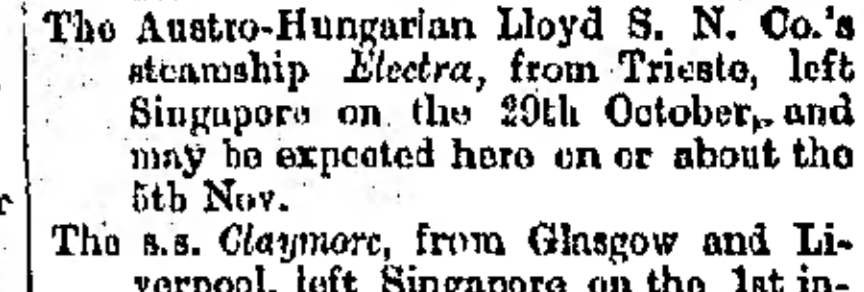 The Austro-Hungarian Lloyd S. N. Co.'s
steamship Electra, from Trieste, left
Singapore on the 29th October, and
may be expected here on or about the
5th Nov.
The s.s. Claymore, from Glasgow and Li-
verpool, left Singapore on the 1st in-